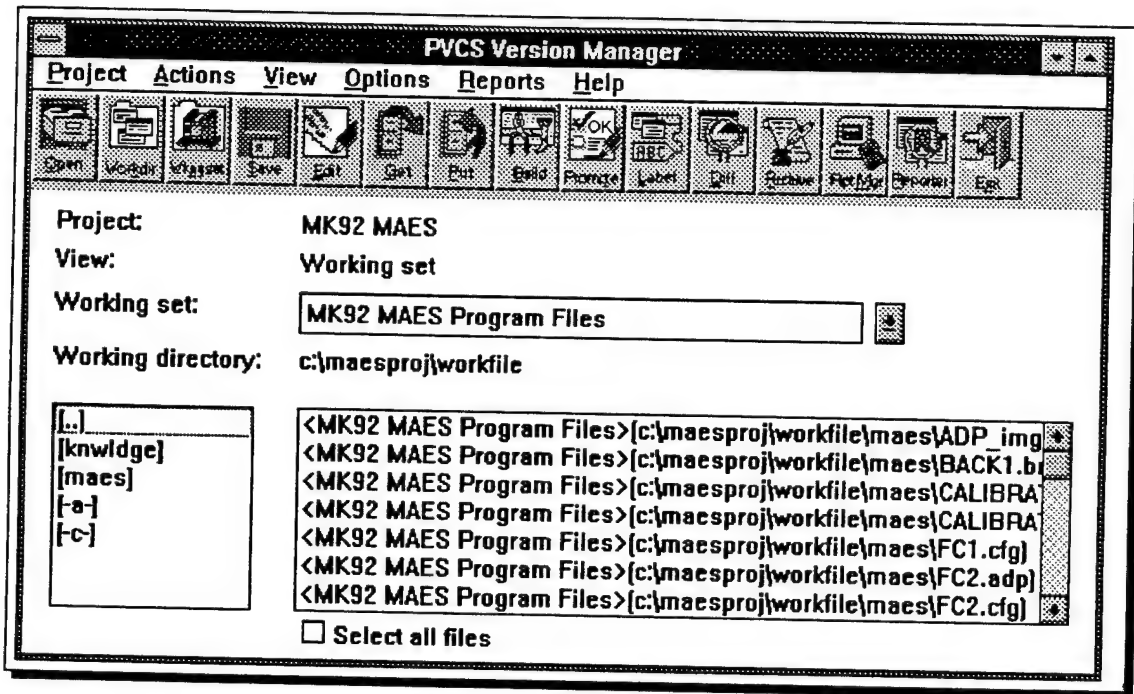 PVCS Version Manager
Project Actions View Options Reports Help
Open Workdir Save Edit Get Put Build Promote Label Diff Archive Reporter Exit
Project: MK92 MAES
View: Working set
Working set: MK92 MAES Program Files
Working directory: c:\maesproj\workfile
[..]
[knwldge]
[maes]
[-a-]
[-c-]
<MK92 MAES Program Files>(c:\maesproj\workfile\maes\ADP_img
<MK92 MAES Program Files>(c:\maesproj\workfile\maes\BACK1.b
<MK92 MAES Program Files>(c:\maesproj\workfile\maes\CALIBRAT
<MK92 MAES Program Files>(c:\maesproj\workfile\maes\CALIBRAT
<MK92 MAES Program Files>(c:\maesproj\workfile\maes\FC1.cfg)
<MK92 MAES Program Files>(c:\maesproj\workfile\maes\FC2.adp)
<MK92 MAES Program Files>(c:\maesproj\workfile\maes\FC2.cfg)
Select all files